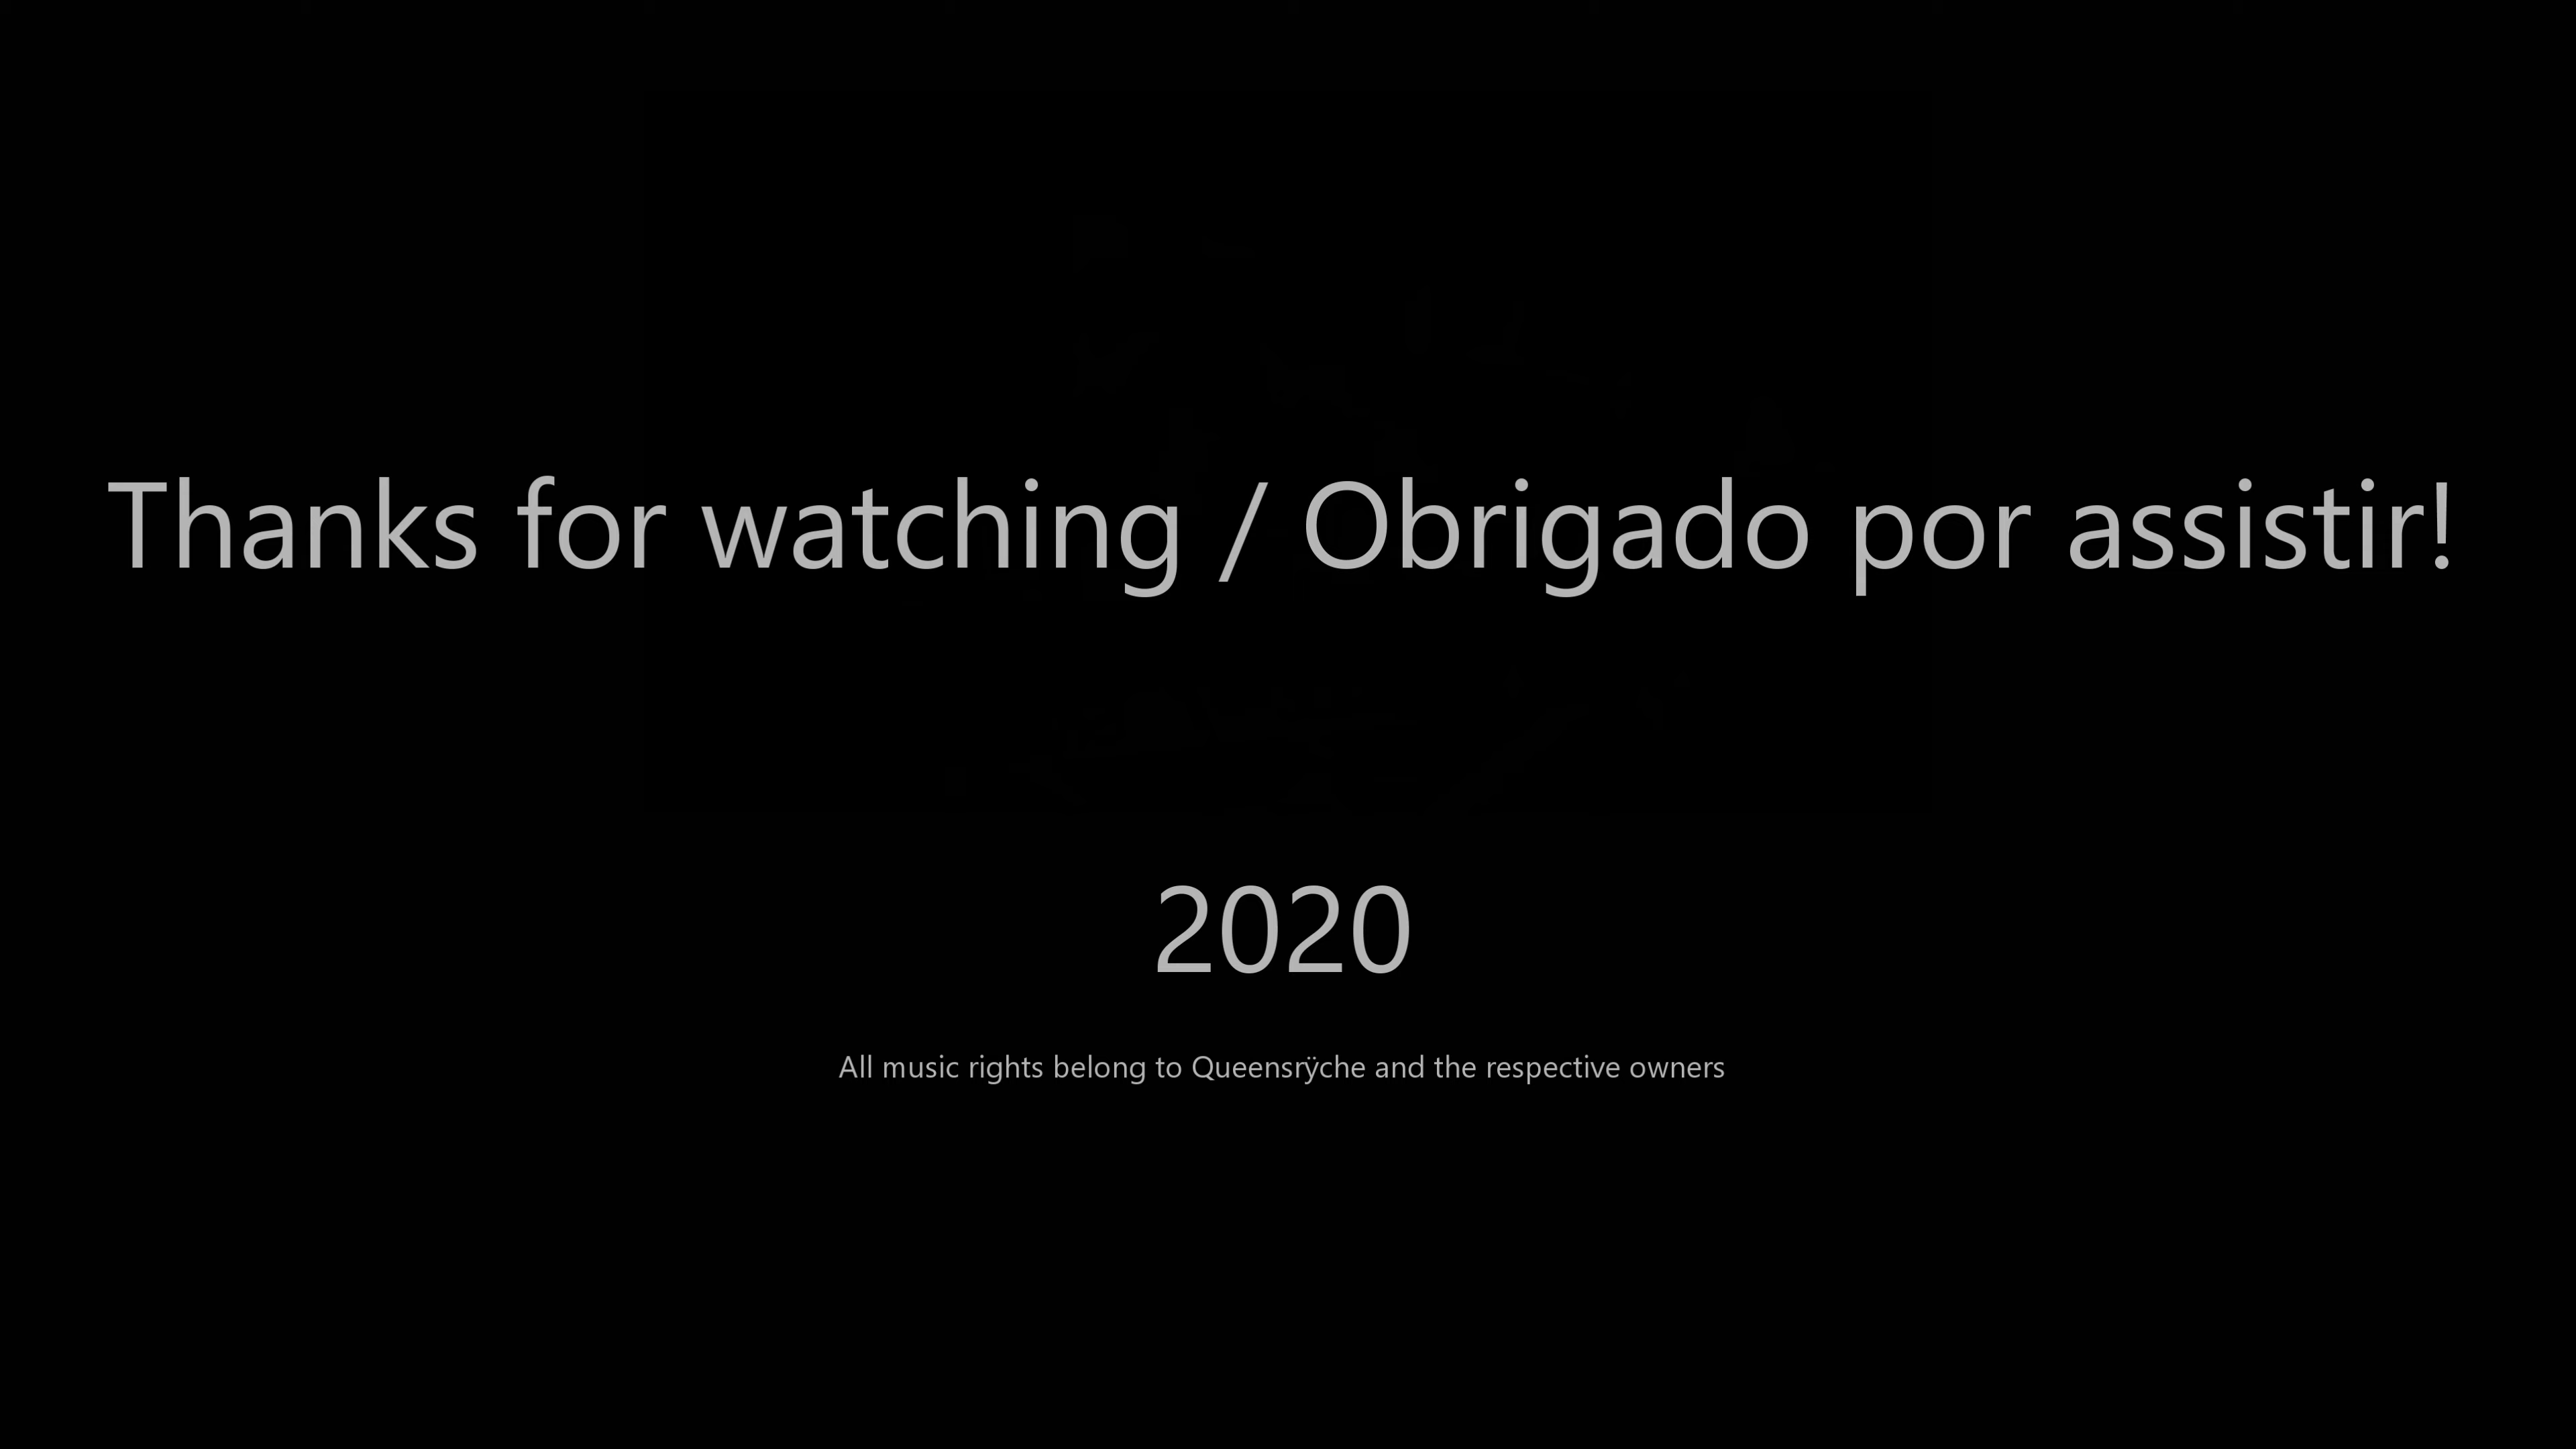 Thanks for watching / Obrigado por assistir!
2020
All music rights belong to Queensrÿche and the respective owners